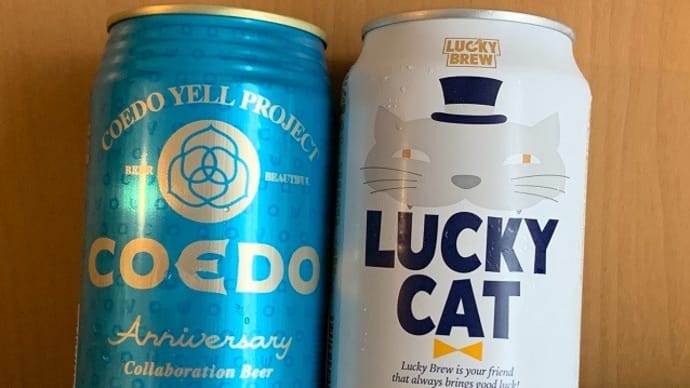 COEDO YELL PROJECT
BEER BEAUTIFUL
COEDO
Anniversary
Collaboration Beer
LUCKY
BREW
LUCKY
CAT
Lucky Brew is your friend
that always brings good luck!